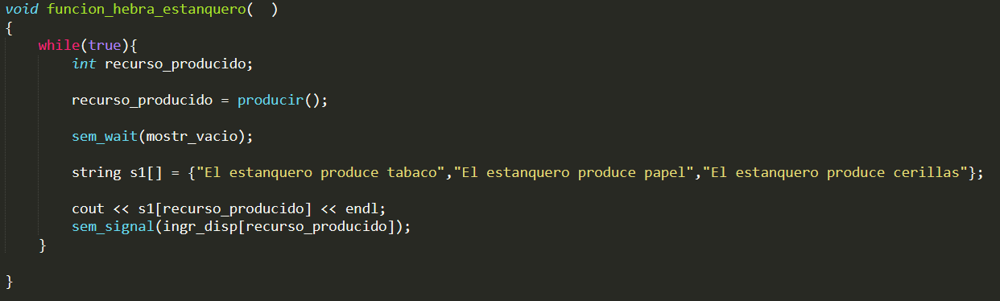 void funcion_hebra_estanquero(  )
{
    while(true){
        int recurso_producido;

        recurso_producido = producir();

        sem_wait(mostr_vacio);

        string s1[] = {"El estanquero produce tabaco","El estanquero produce papel","El estanquero produce cerillas"};

        cout << s1[recurso_producido] << endl;
        sem_signal(ingr_disp[recurso_producido]);
    }

}